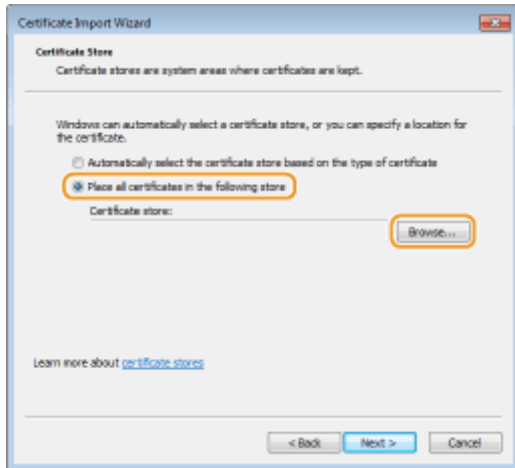 Certificate Import Wizard
Certificate Store
Certificate stores are system areas where certificates are kept.
Windows can automatically select a certificate store, or you can specify a location for
the certificate.
Automatically select the certificate store based on the type of certificate
Place all certificates in the following store
Certificate store:
Browse...
Learn more about certificate stores
< Back
Next >
Cancel